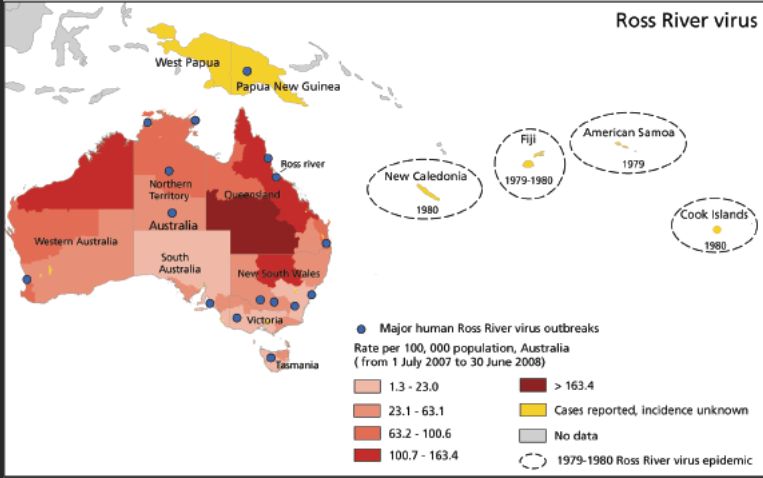 Ross River virus
West Papua
Papua New Guinea
American Samoa
1979
Fiji
1979-1980
Ross river
New Caledonia
1980
Northern
Territory
Queensland
Cook Islands
1980
Australia
Western Australia
South
Australia
New South Wales
Victoria
Tasmania
Major human Ross River virus outbreaks
Rate per 100, 000 population, Australia
( from 1 July 2007 to 30 June 2008)
1.3 - 23.0
23.1 - 63.1
63.2 - 100.6
100.7 - 163.4
> 163.4
Cases reported, incidence unknown
No data
1979-1980 Ross River virus epidemic